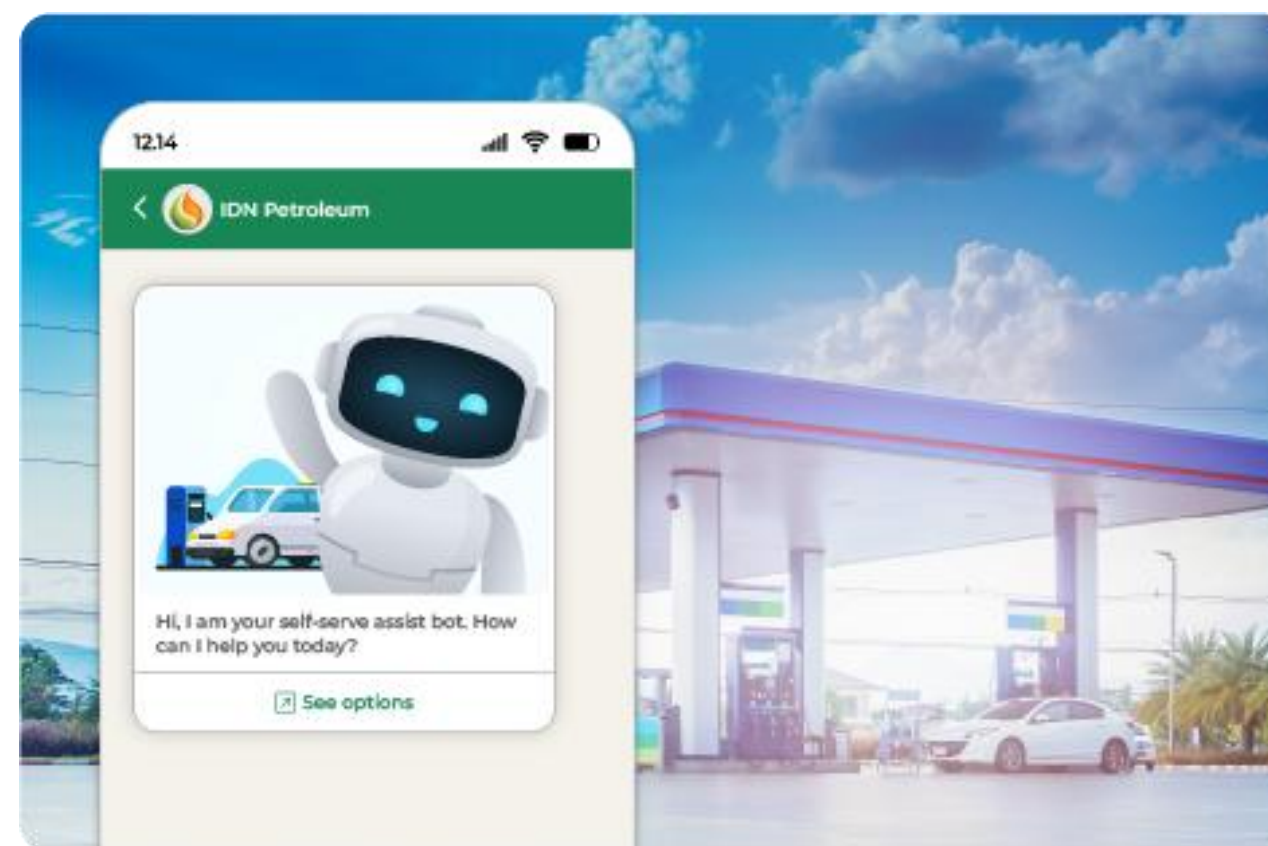 12.14
IDN Petroleum
Hi, I am your self-serve assist bot. How
can I help you today?
See options